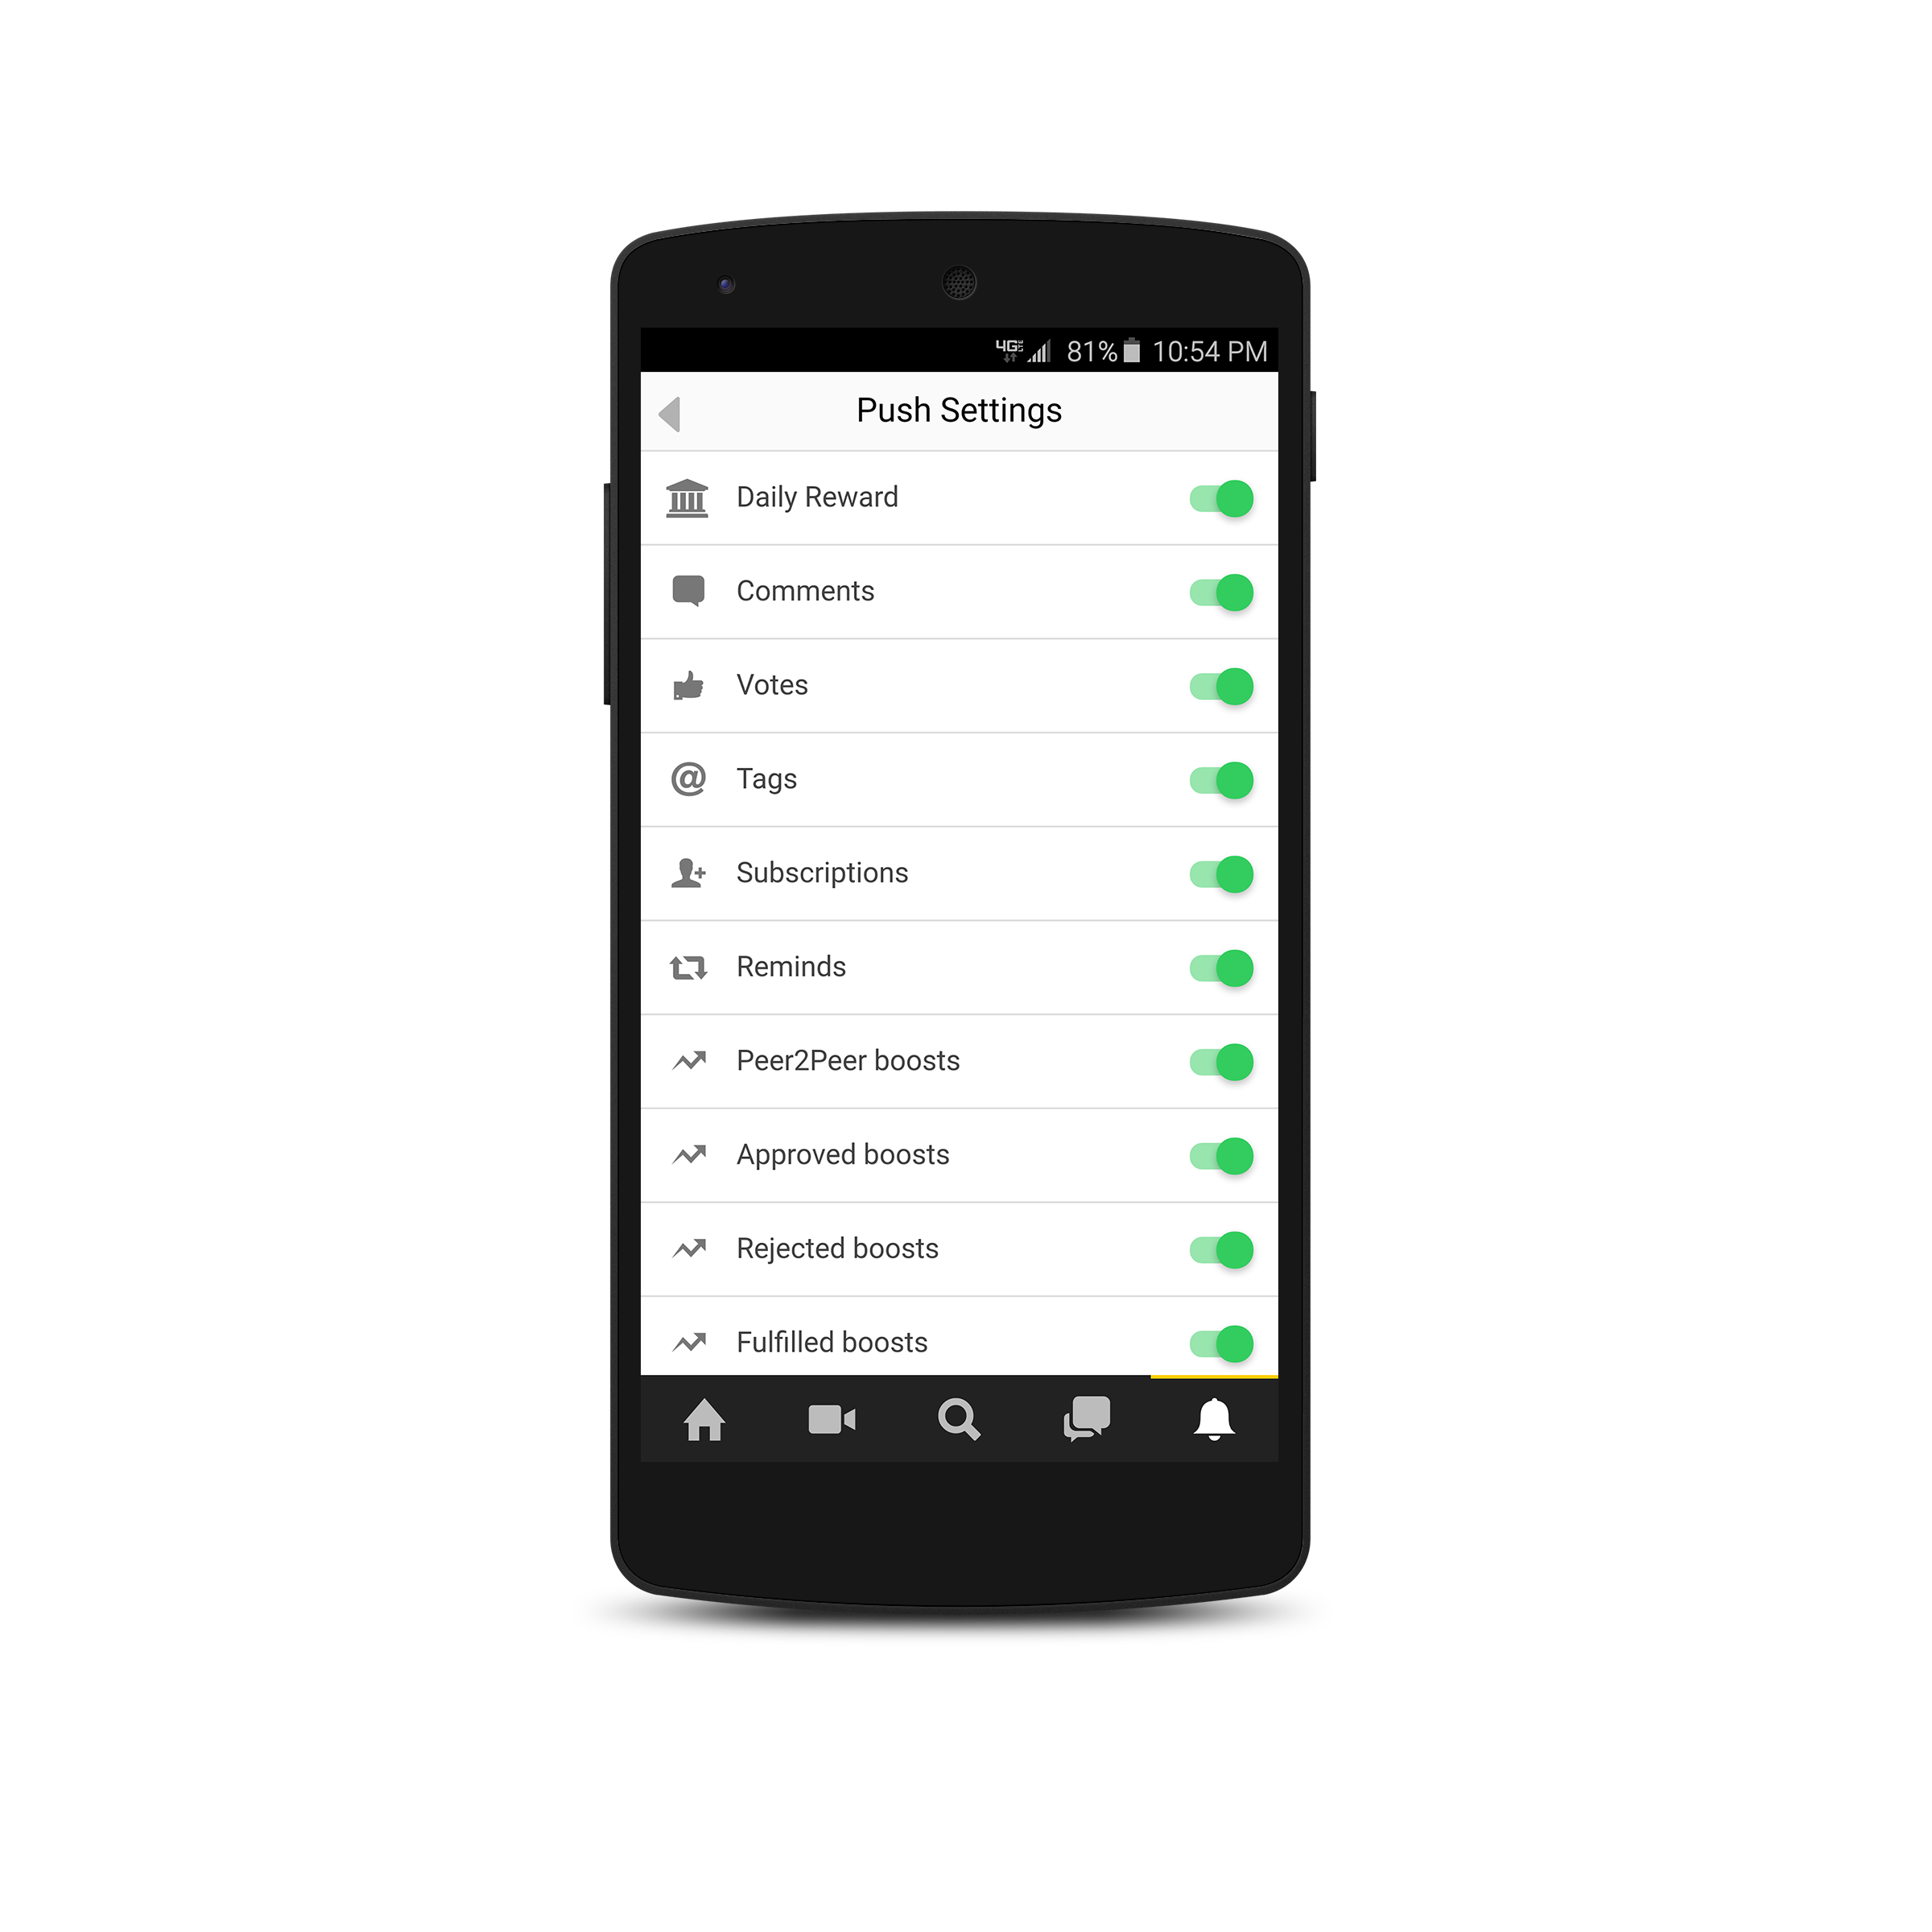 4G LTE 81% 10:54 PM
Push Settings
Daily Reward
Comments
Votes
@ Tags
Subscriptions
Reminds
Peer2Peer boosts
Approved boosts
Rejected boosts
Fulfilled boosts